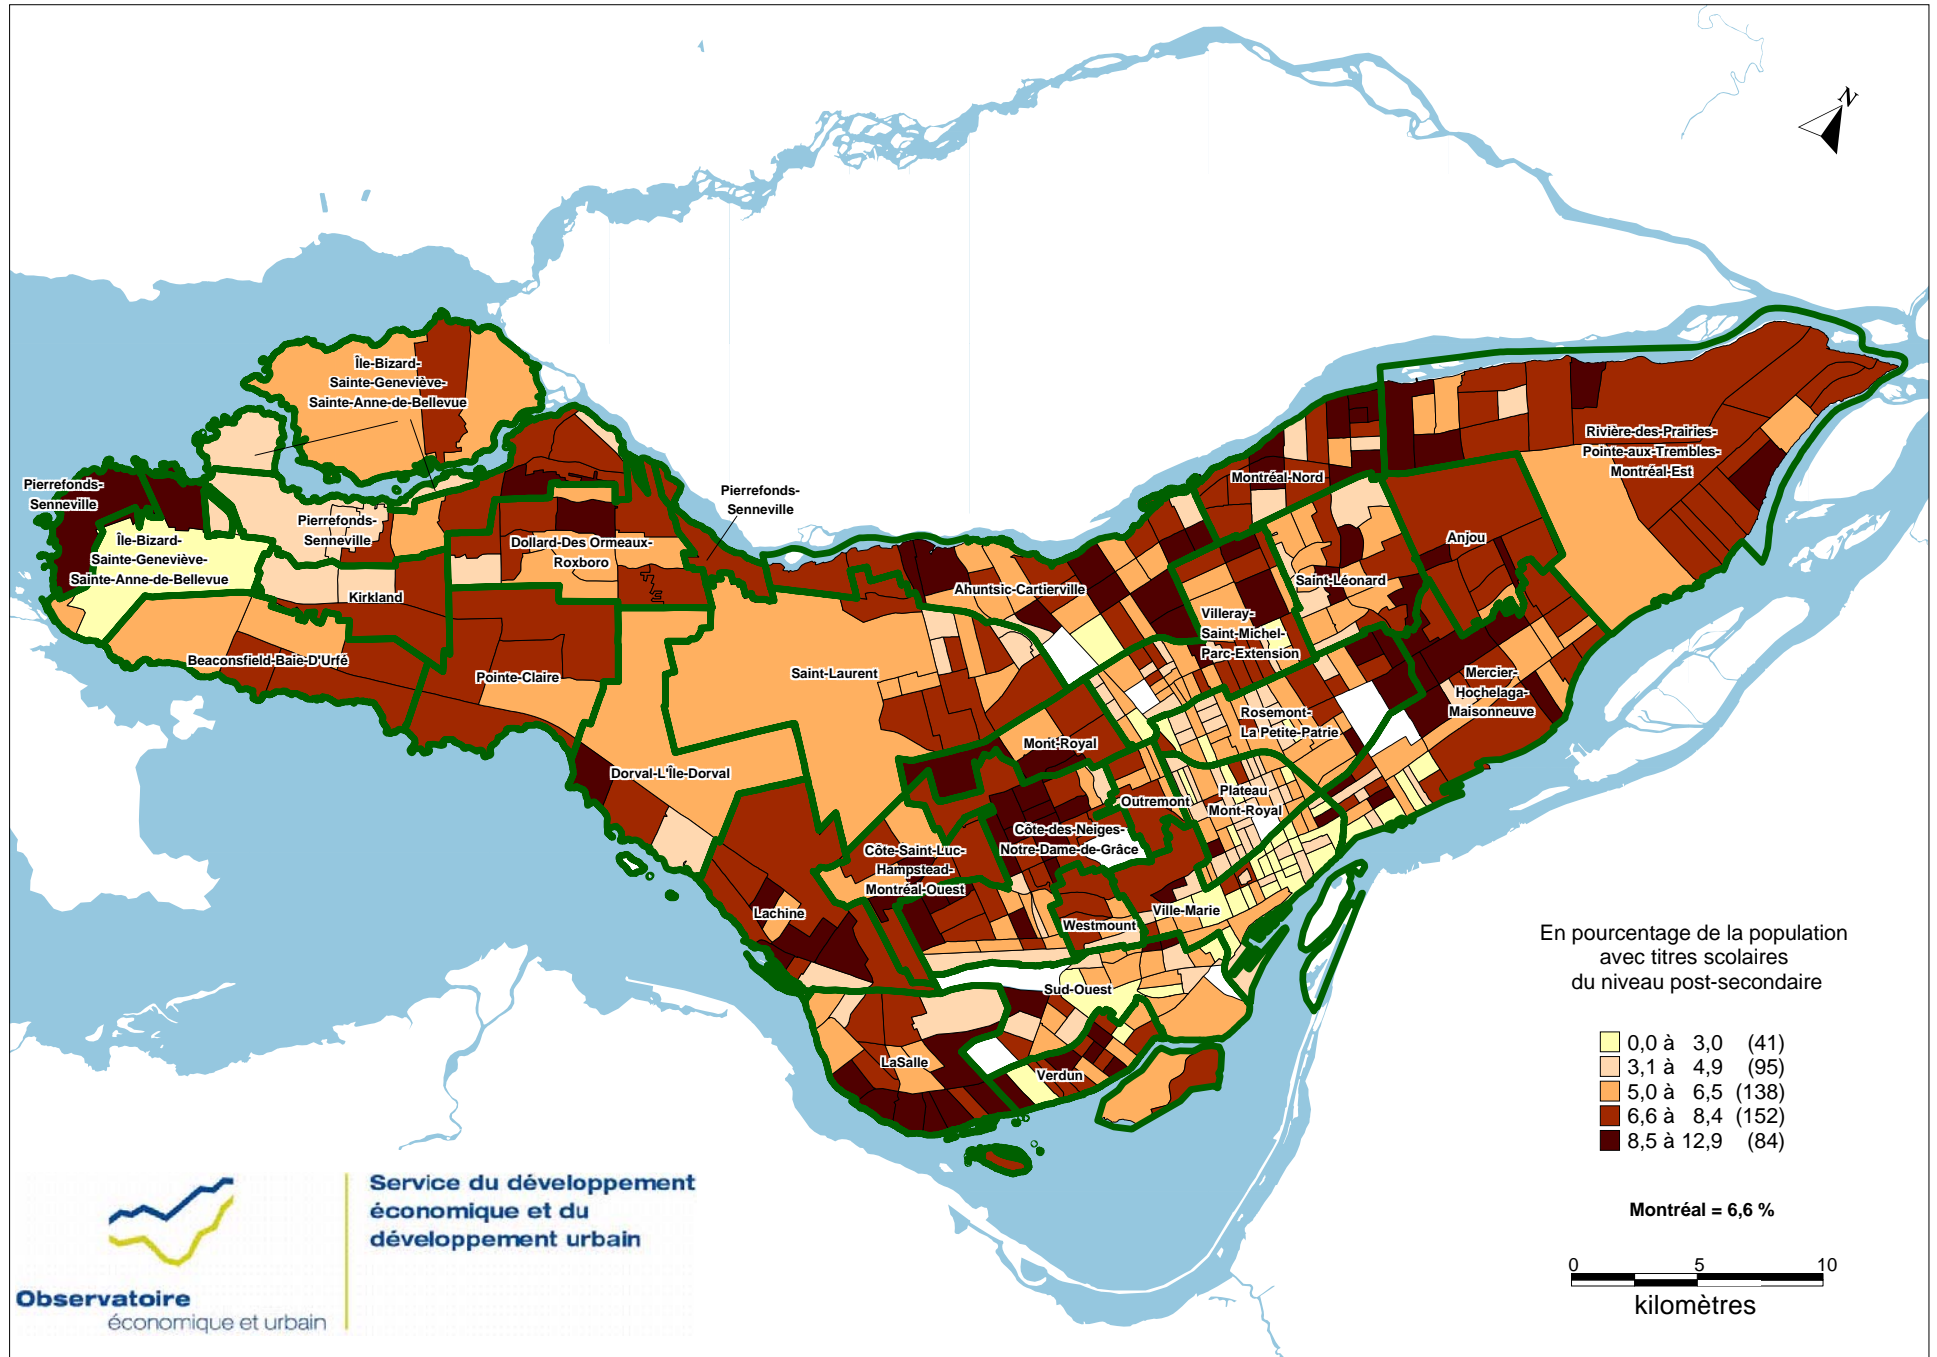 N
Île-Bizard-
Sainte-Geneviève-
Sainte-Anne-de-Bellevue
Pierrefonds-
Senneville
Île-Bizard-
Sainte-Geneviève-
Sainte-Anne-de-Bellevue
Pierrefonds-
Senneville
Pierrefonds-
Senneville
Dollard-Des Ormeaux-
Roxboro
Kirkland
Beaconsfield-Baie-D'Urfé
Pointe-Claire
Dorval-L'Île-Dorval
Saint-Laurent
Ahuntsic-Cartierville
Montréal-Nord
Rivière-des-Prairies-
Pointe-aux-Trembles-
Montréal-Est
Anjou
Saint-Léonard
Villeray-
Saint-Michel-
Parc-Extension
Mercier-
Hochelaga-
Maisonneuve
Rosemont-
La Petite-Patrie
Mont-Royal
Outremont
Plateau
Mont-Royal
Côte-des-Neiges-
Notre-Dame-de-Grâce
Côte-Saint-Luc-
Hampstead-
Montréal-Ouest
Lachine
Westmount
Ville-Marie
Sud-Ouest
LaSalle
Verdun
En pourcentage de la population
avec titres scolaires
du niveau post-secondaire
0,0 à 3,0 (41)
3,1 à 4,9 (95)
5,0 à 6,5 (138)
6,6 à 8,4 (152)
8,5 à 12,9 (84)
Montréal = 6,6 %
0 5 10
kilomètres
Service du développement
économique et du
développement urbain
Observatoire
économique et urbain